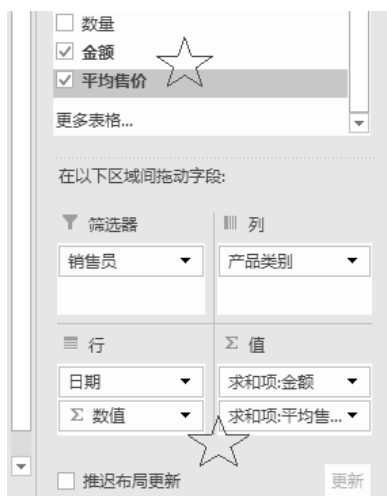 数量
金额
平均售价
更多表格...
在以下区域间拖动字段:
筛选器
列
销售员
产品类别
行
Σ 值
日期
求和项:金额
Σ 数值
求和项:平均售...
推迟布局更新
更新